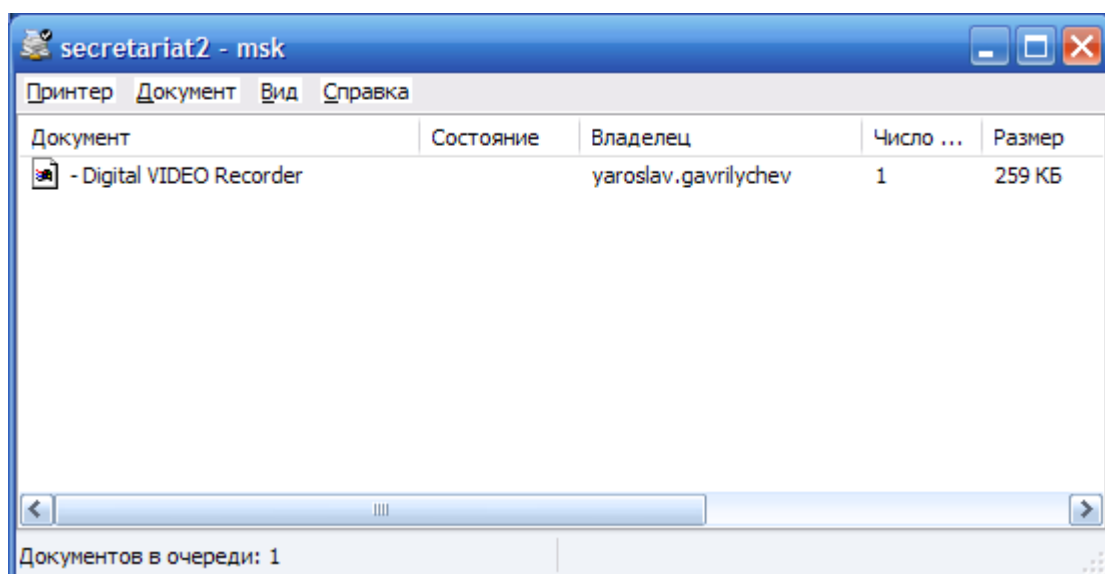 secretariat2 - msk
Принтер Документ Вид Справка
Документ Состояние Владелец Число ... Размер
- Digital VIDEO Recorder yaroslav.gavrilychev 1 259 КБ
Документов в очереди: 1